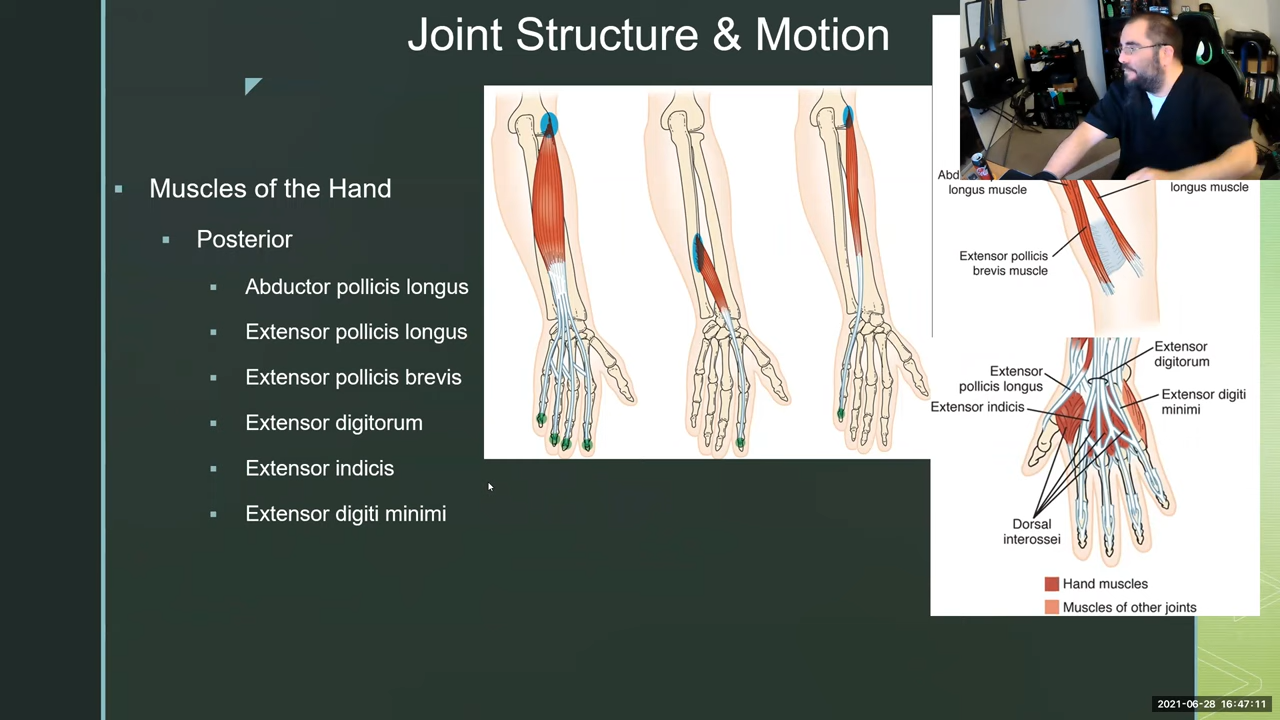 Joint Structure & Motion
Muscles of the Hand
Posterior
Abductor pollicis longus
Extensor pollicis longus
Extensor pollicis brevis
Extensor digitorum
Extensor indicis
Extensor digiti minimi
longus muscle
longus muscle
Extensor pollicis
brevis muscle
Extensor
digitorum
Extensor
pollicis longus
Extensor indicis
Extensor digiti
minimi
Dorsal
interossei
Hand muscles
Muscles of other joints
2021-06-28 16:47:11